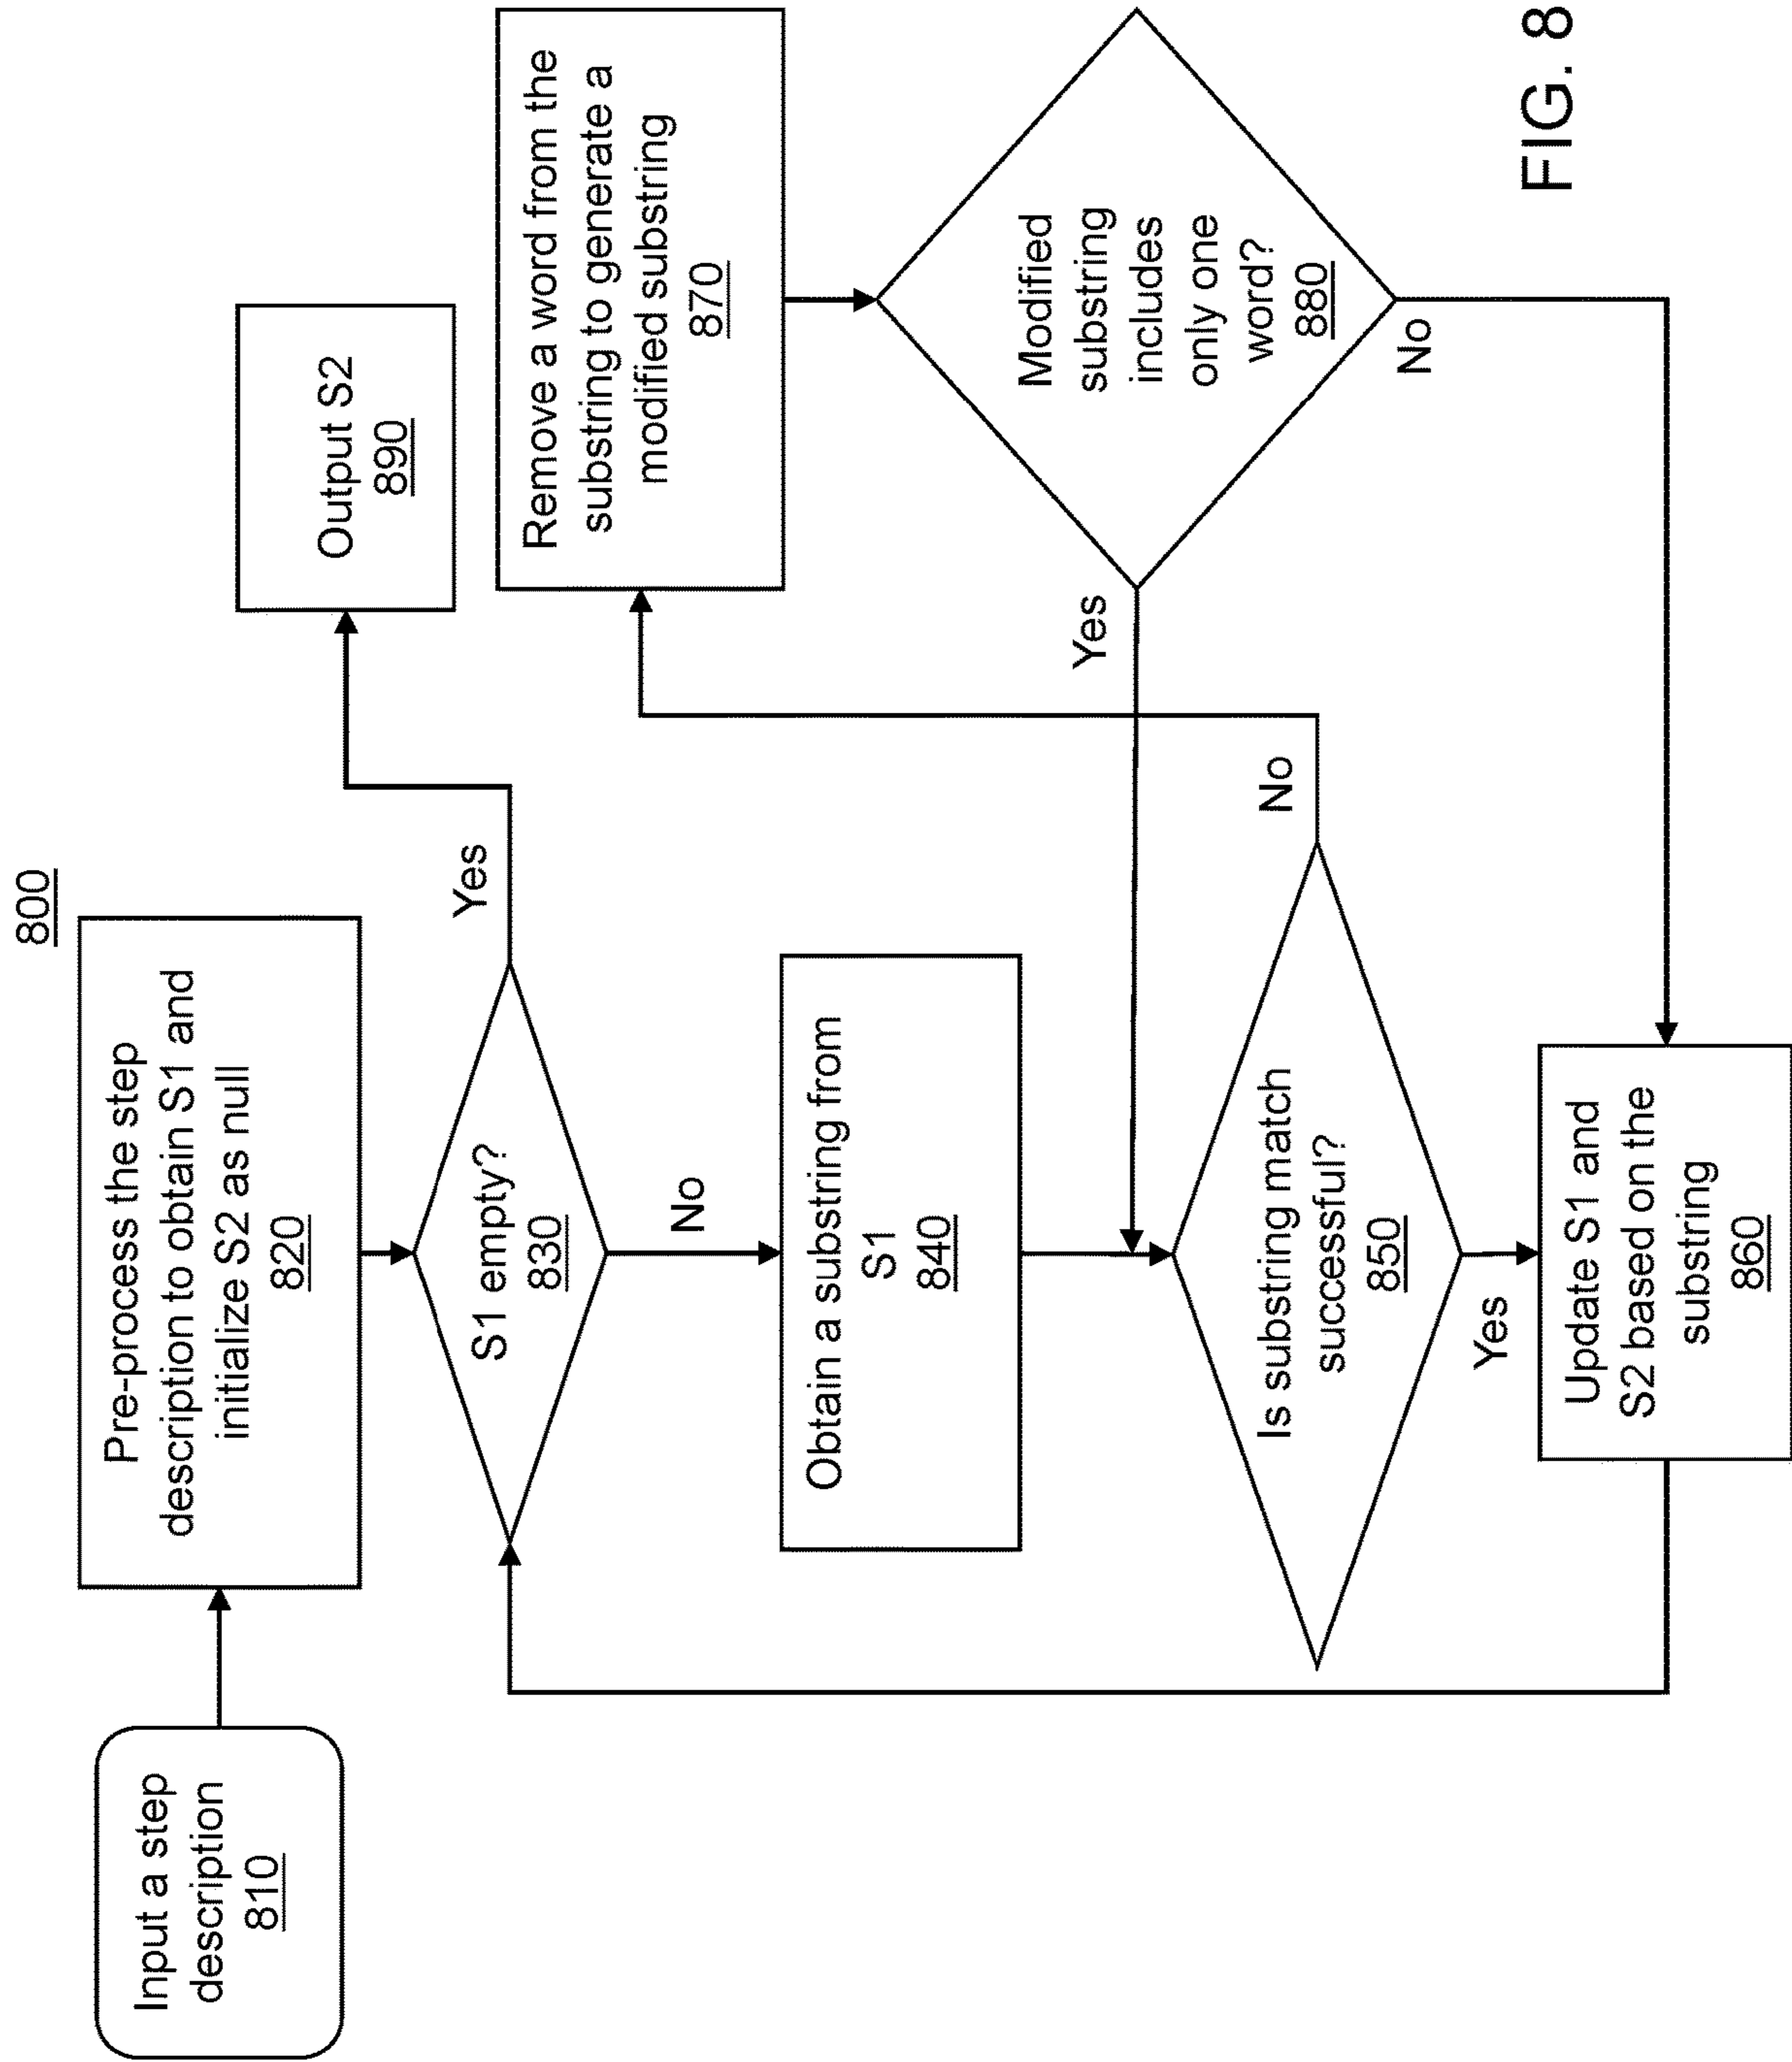 800
Input a step
description
810
Pre-process the step
description to obtain S1 and
initialize S2 as null
820
S1 empty?
830
Yes
Output S2
890
No
Obtain a substring from
S1
840
Is substring match
successful?
850
No
Yes
Remove a word from the
substring to generate a
modified substring
870
Modified
substring
includes
only one
word?
880
Yes
No
Update S1 and
S2 based on the
substring
860
FIG. 8